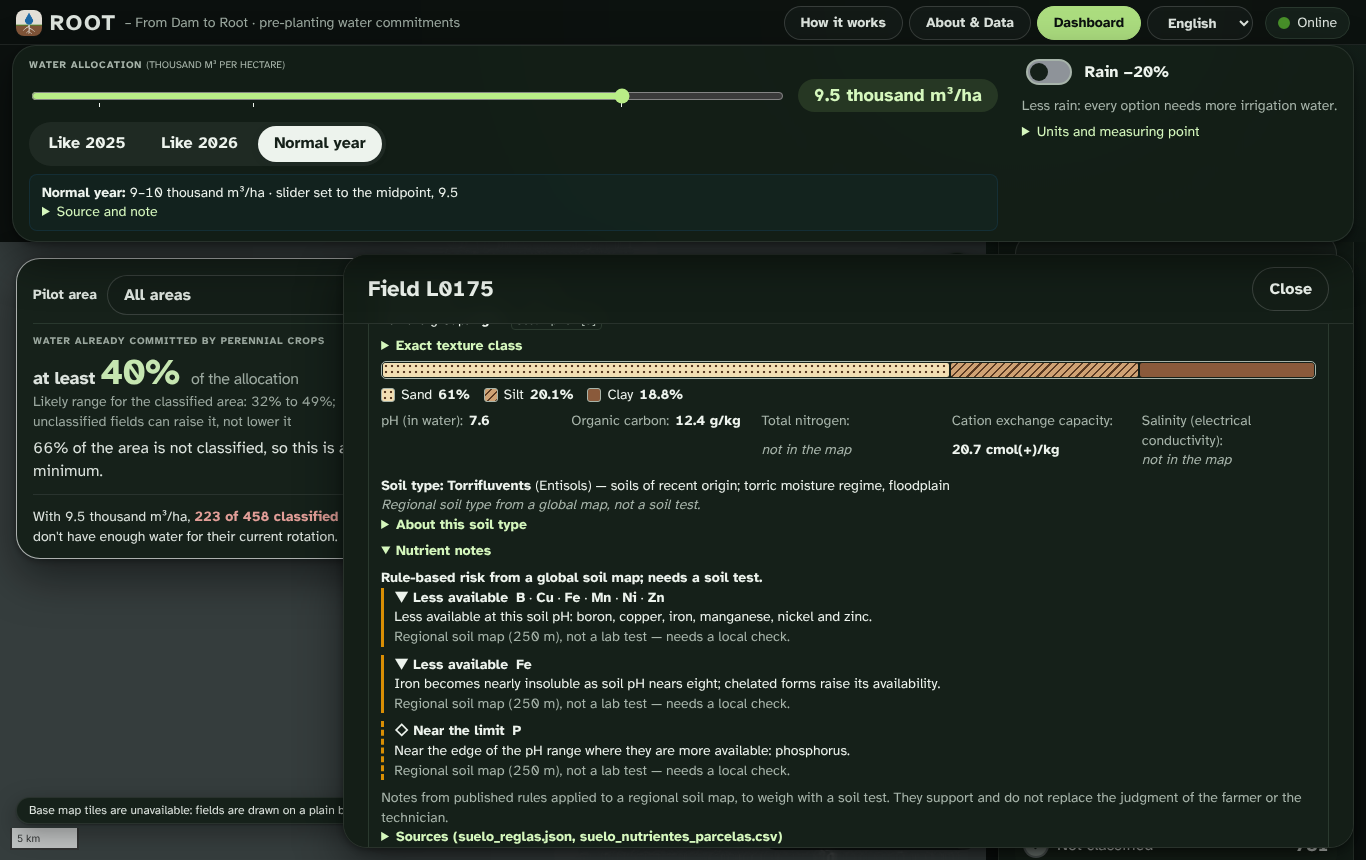 ROOT – From Dam to Root · pre-planting water commitments
How it works
About & Data
Dashboard
English
Online
WATER ALLOCATION (THOUSAND M³ PER HECTARE)
9.5 thousand m³/ha
Like 2025
Like 2026
Normal year
Normal year: 9–10 thousand m³/ha · slider set to the midpoint, 9.5
Source and note
Rain −20%
Less rain: every option needs more irrigation water.
Units and measuring point
Pilot area
All areas
WATER ALREADY COMMITTED BY PERENNIAL CROPS
at least 40% of the allocation
Likely range for the classified area: 32% to 49%;
unclassified fields can raise it, not lower it
66% of the area is not classified, so this is a
minimum.
With 9.5 thousand m³/ha, 223 of 458 classified
don't have enough water for their current rotation.
Base map tiles are unavailable: fields are drawn on a plain
5 km
Field L0175
Close
Exact texture class
Sand 61%
Silt 20.1%
Clay 18.8%
pH (in water): 7.6
Organic carbon: 12.4 g/kg
Total nitrogen:
not in the map
Cation exchange capacity:
20.7 cmol(+)/kg
Salinity (electrical
conductivity):
not in the map
Soil type: Torrifluvents (Entisols) — soils of recent origin; torric moisture regime, floodplain
Regional soil type from a global map, not a soil test.
About this soil type
Nutrient notes
Rule-based risk from a global soil map; needs a soil test.
▼ Less available B · Cu · Fe · Mn · Ni · Zn
Less available at this soil pH: boron, copper, iron, manganese, nickel and zinc.
Regional soil map (250 m), not a lab test — needs a local check.
▼ Less available Fe
Iron becomes nearly insoluble as soil pH nears eight; chelated forms raise its availability.
Regional soil map (250 m), not a lab test — needs a local check.
◇ Near the limit P
Near the edge of the pH range where they are more available: phosphorus.
Regional soil map (250 m), not a lab test — needs a local check.
Notes from published rules applied to a regional soil map, to weigh with a soil test. They support and do not replace the judgment of the farmer or the
technician.
Sources (suelo_reglas.json, suelo_nutrientes_parcelas.csv)
Not classified